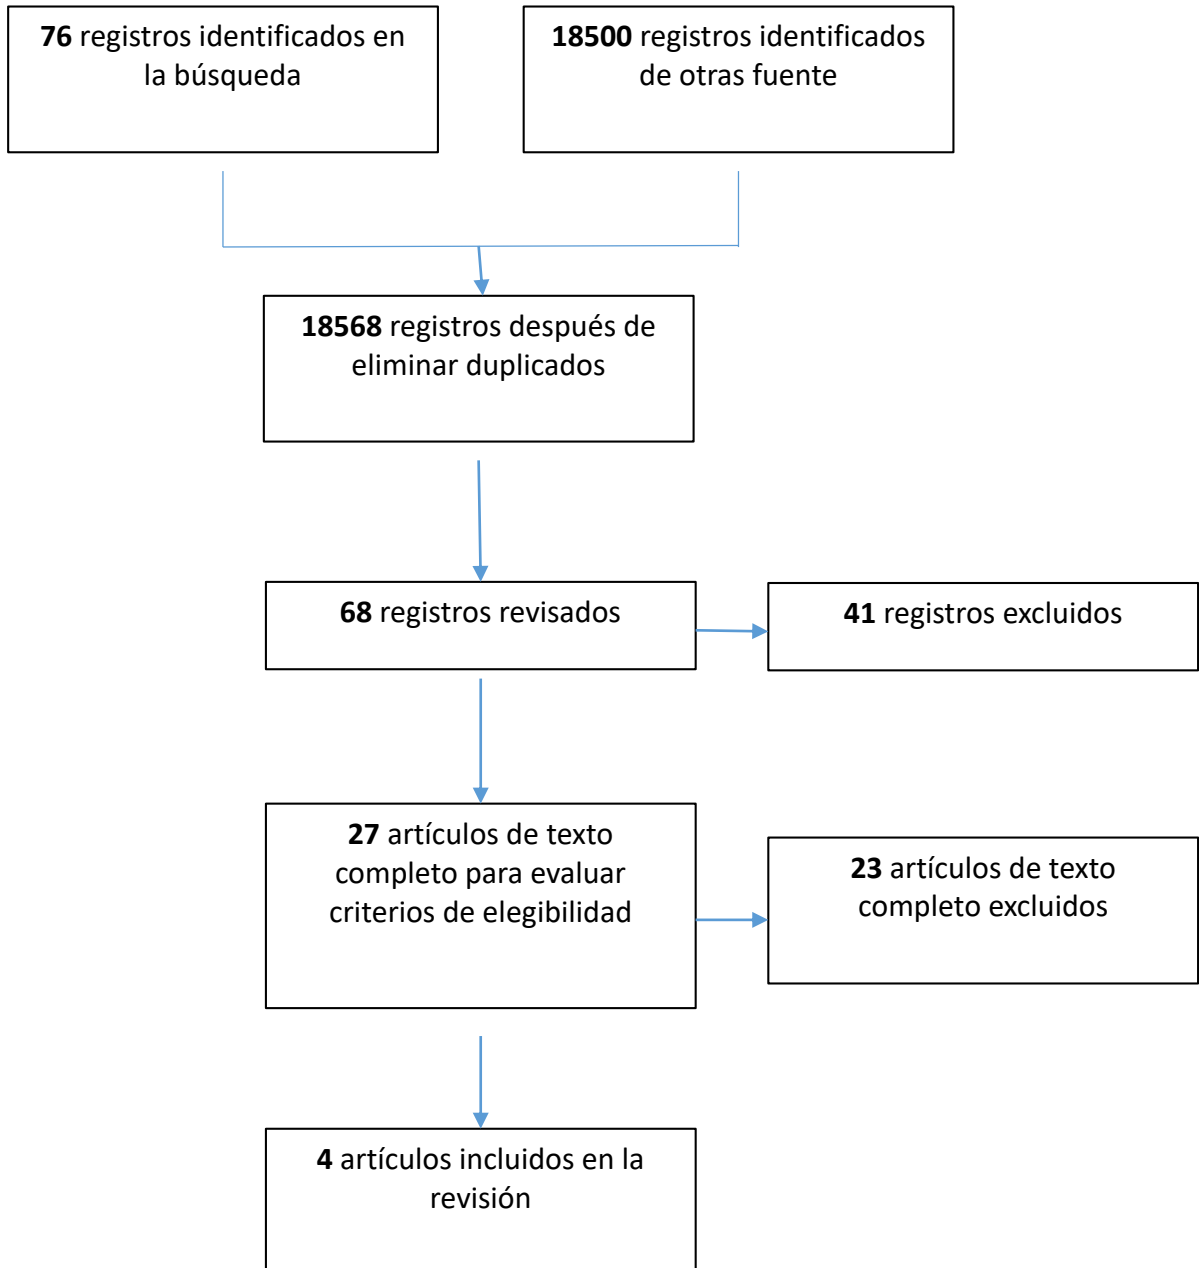 76 registros identificados en
la búsqueda
18500 registros identificados
de otras fuente
18568 registros después de
eliminar duplicados
68 registros revisados
41 registros excluidos
27 artículos de texto
completo para evaluar
criterios de elegibilidad
23 artículos de texto
completo excluidos
4 artículos incluidos en la
revisión